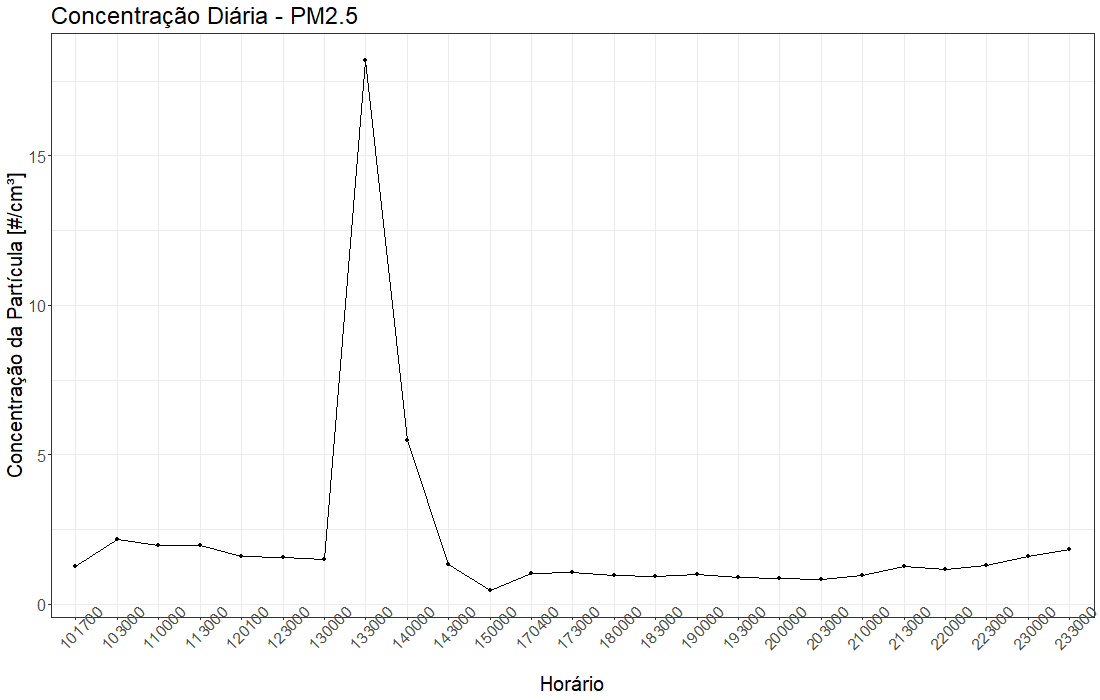 Concentração Diária - PM2.5
Concentração da Partícula [#/cm³]
15
10
5
0
101700 103000 110000 113000 120100 123000 130000 133000 140000 143000 150000 170400 173000 180000 183000 190000 193000 200000 203000 210000 213000 220000 223000 230000 233000
Horário